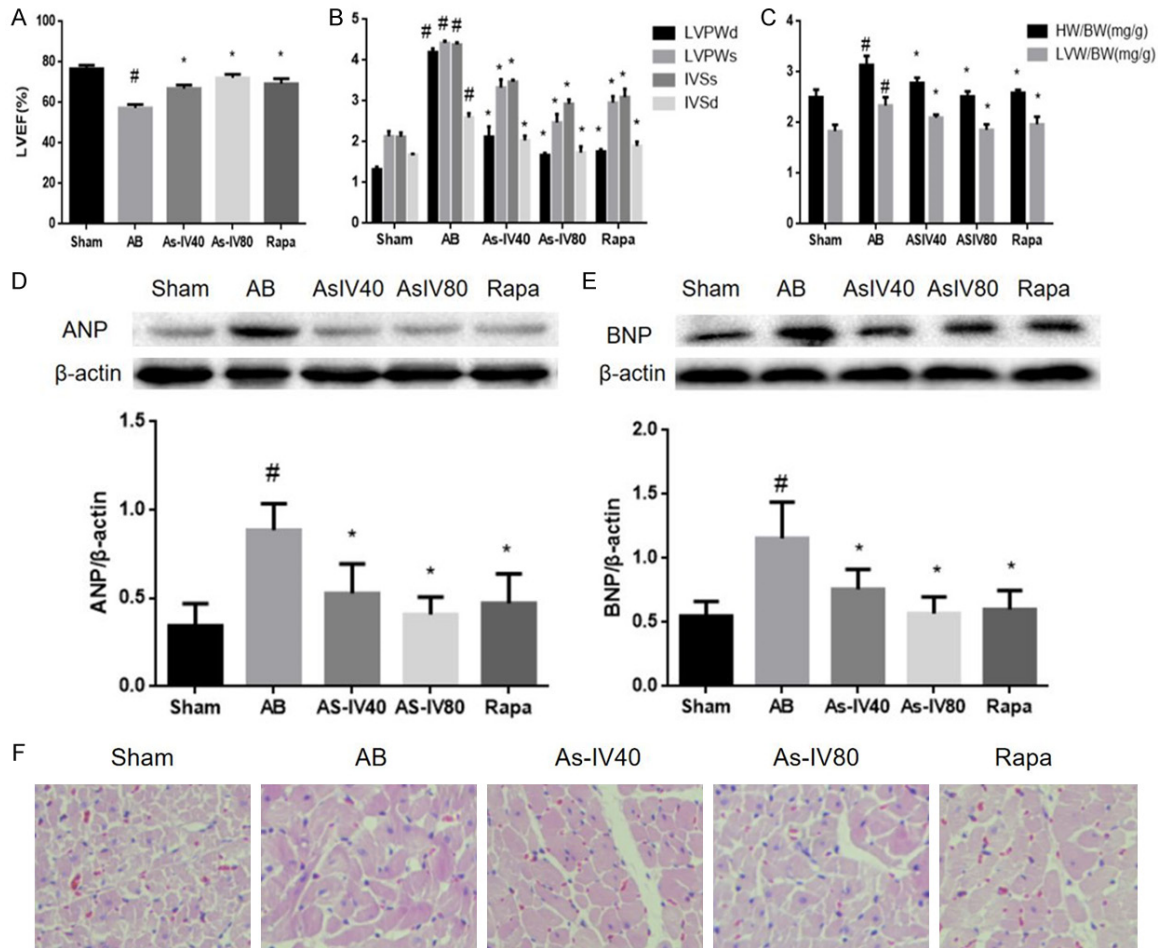 A
LVEF(%)
100
80
60
40
20
0
#
*
*
*
Sham
AB
As-IV40
As-IV80
Rapa
B
5
4
3
2
1
0
# # #
#
* * * *
* * * *
* * * *
LVPWd
LVPWs
IVSs
IVSd
Sham
AB
As-IV40
As-IV80
Rapa
C
4
3
2
1
0
#
#
* *
* *
* *
HW/BW(mg/g)
LVW/BW(mg/g)
Sham
AB
ASIV40
ASIV80
Rapa
D
Sham AB AsIV40 AsIV80 Rapa
ANP
β-actin
ANP/β-actin
1.5
1.0
0.5
0.0
#
*
*
*
Sham
AB
AS-IV40
AS-IV80
Rapa
E
Sham AB AsIV40 AsIV80 Rapa
BNP
β-actin
BNP/β-actin
2.0
1.5
1.0
0.5
0.0
#
*
*
*
Sham
AB
As-IV40
As-IV80
Rapa
F
Sham AB As-IV40 As-IV80 Rapa